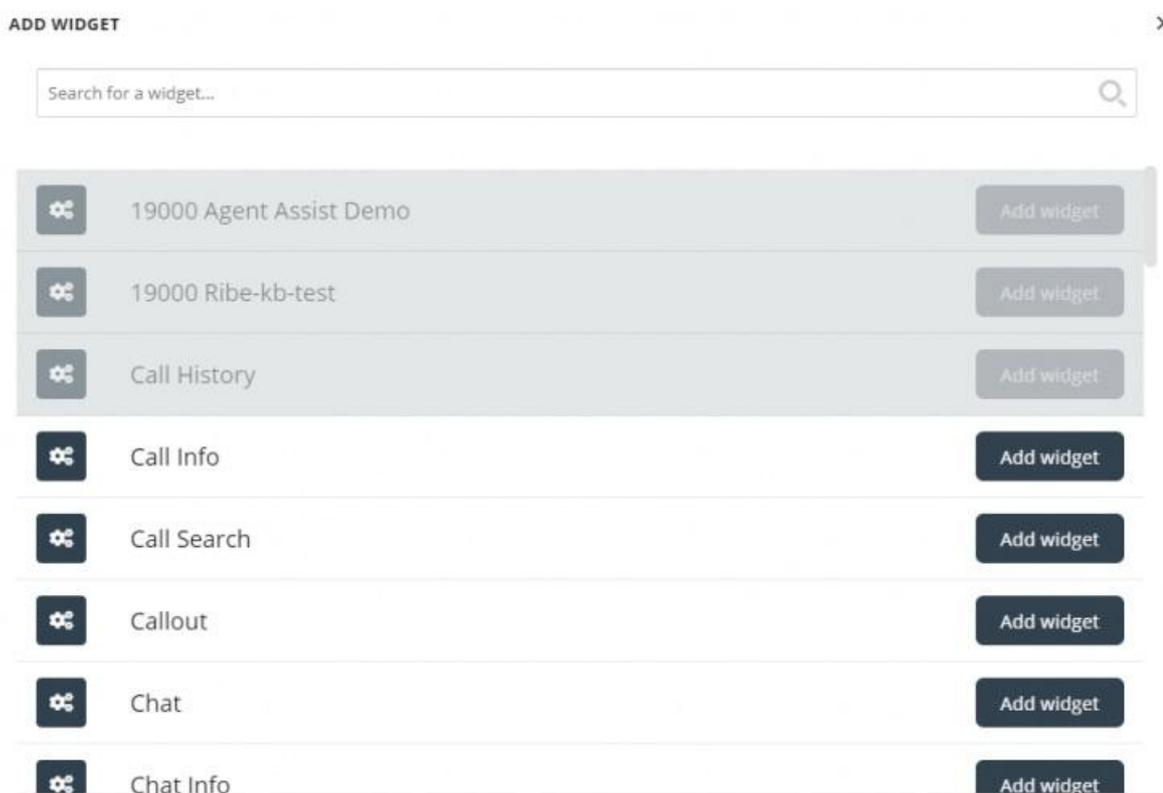 ADD WIDGET
Search for a widget...
19000 Agent Assist Demo Add widget
19000 Ribe-kb-test Add widget
Call History Add widget
Call Info Add widget
Call Search Add widget
Callout Add widget
Chat Add widget
Chat Info Add widget